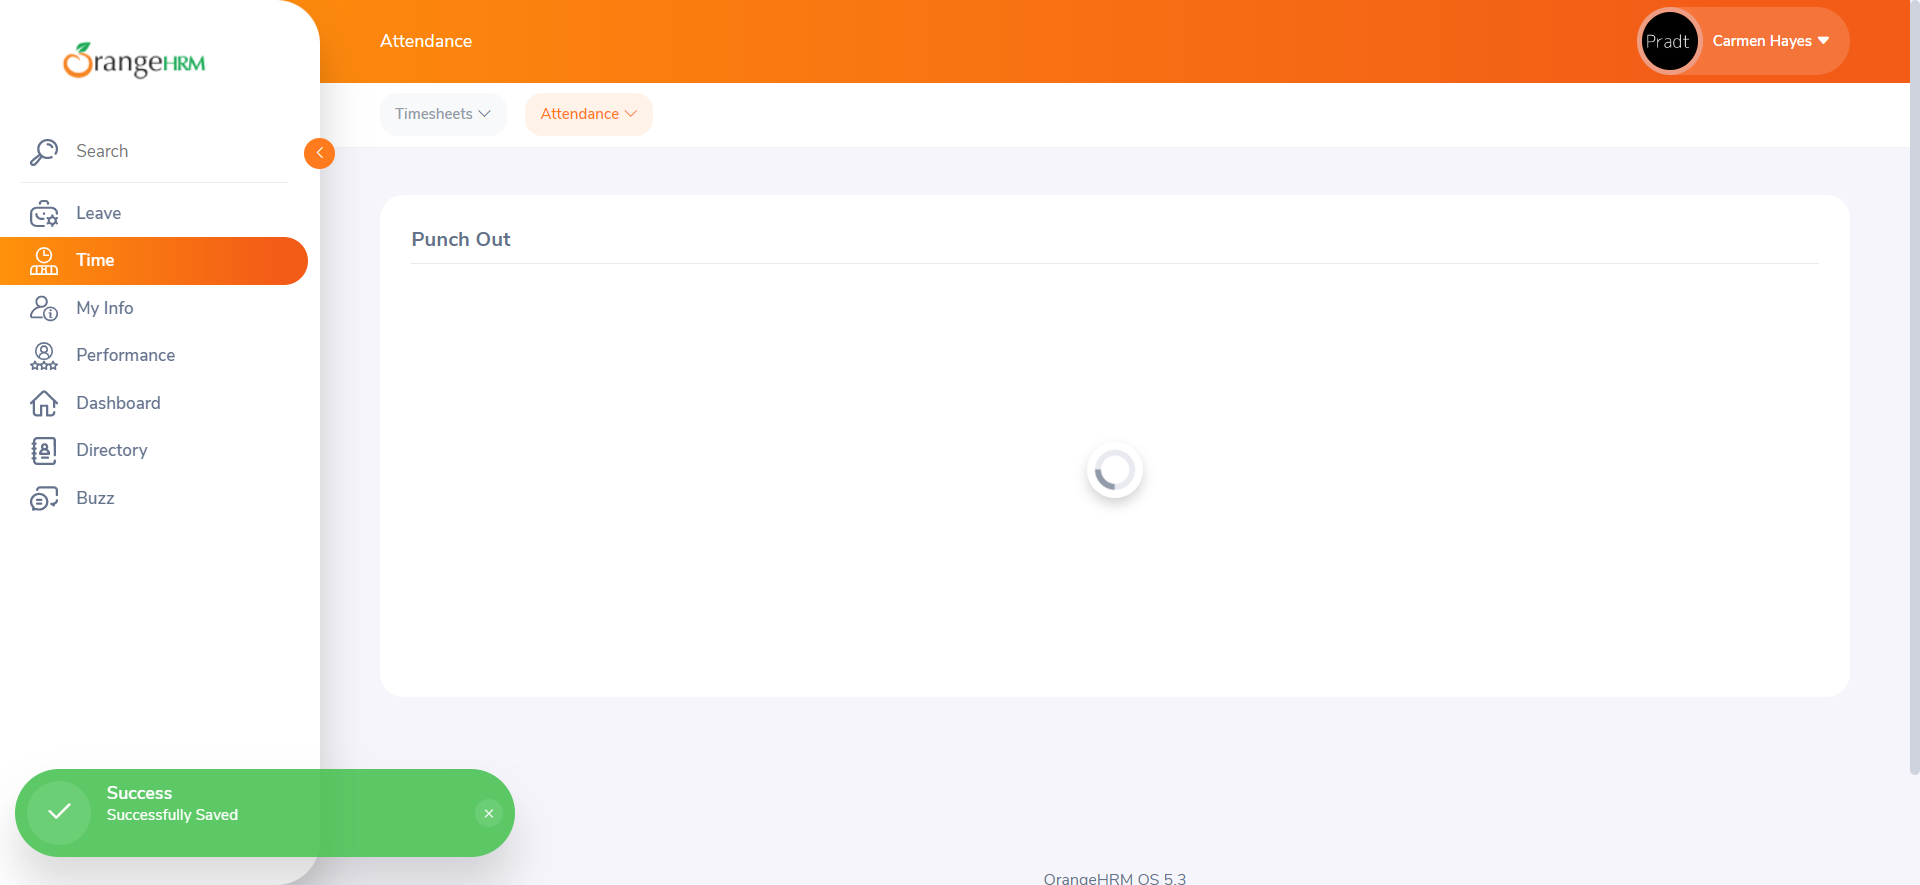 OrangeHRM
Attendance
Pradt
Carmen Hayes
Timesheets
Attendance
Search
Leave
Time
My Info
Performance
Dashboard
Directory
Buzz
Punch Out
Success
Successfully Saved
OrangeHRM OS 5.3